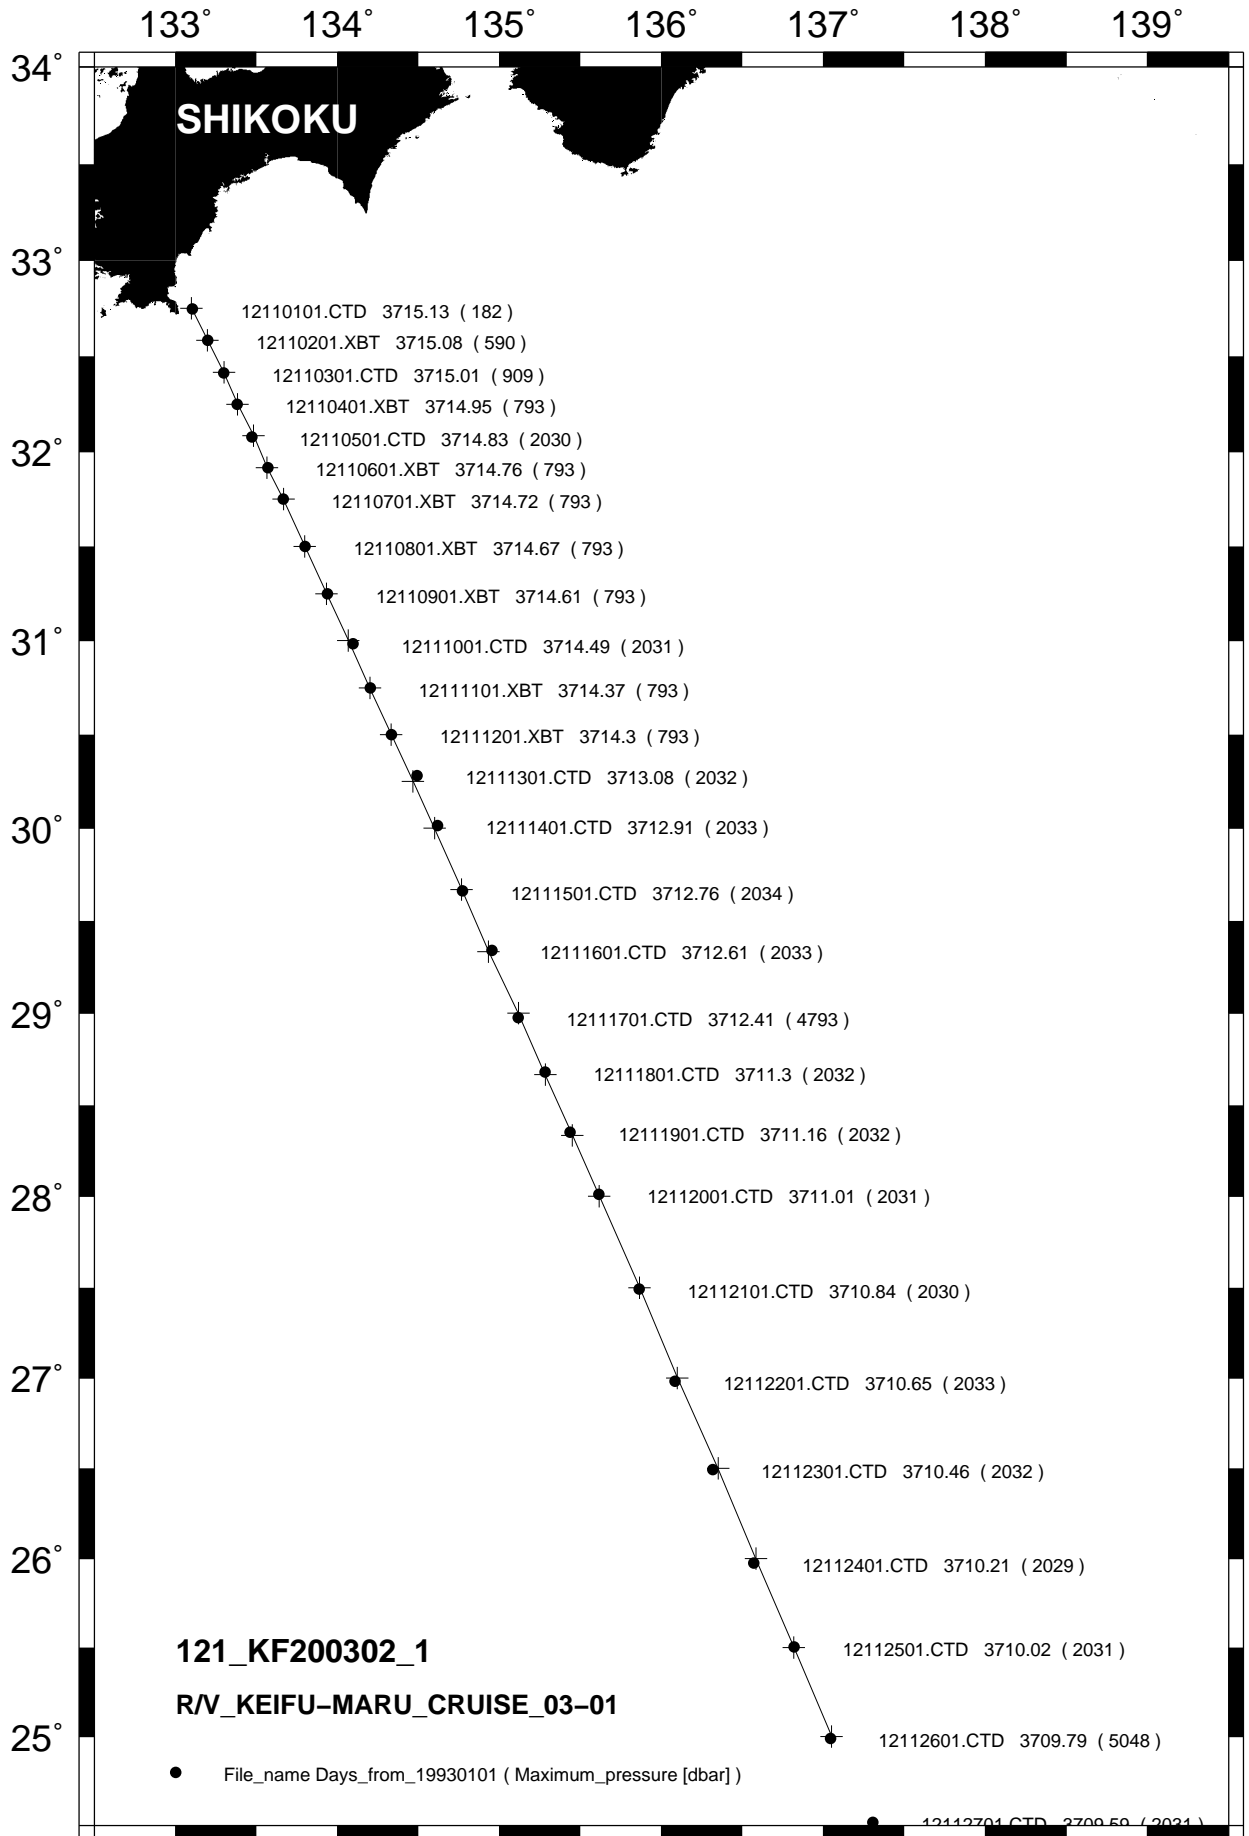 133° 134° 135° 136° 137° 138° 139°
34°
SHIKOKU
33°
12110101.CTD 3715.13 ( 182 )
12110201.XBT 3715.08 ( 590 )
12110301.CTD 3715.01 ( 909 )
12110401.XBT 3714.95 ( 793 )
12110501.CTD 3714.83 ( 2030 )
32°
12110601.XBT 3714.76 ( 793 )
12110701.XBT 3714.72 ( 793 )
12110801.XBT 3714.67 ( 793 )
12110901.XBT 3714.61 ( 793 )
31°
12111001.CTD 3714.49 ( 2031 )
12111101.XBT 3714.37 ( 793 )
12111201.XBT 3714.3 ( 793 )
12111301.CTD 3713.08 ( 2032 )
30°
12111401.CTD 3712.91 ( 2033 )
12111501.CTD 3712.76 ( 2034 )
12111601.CTD 3712.61 ( 2033 )
29°
12111701.CTD 3712.41 ( 4793 )
12111801.CTD 3711.3 ( 2032 )
12111901.CTD 3711.16 ( 2032 )
28°
12112001.CTD 3711.01 ( 2031 )
12112101.CTD 3710.84 ( 2030 )
27°
12112201.CTD 3710.65 ( 2033 )
12112301.CTD 3710.46 ( 2032 )
26°
12112401.CTD 3710.21 ( 2029 )
12112501.CTD 3710.02 ( 2031 )
121_KF200302_1
R/V_KEIFU−MARU_CRUISE_03−01
25°
12112601.CTD 3709.79 ( 5048 )
File_name Days_from_19930101 ( Maximum_pressure [dbar] )
12112701.CTD 3709.59 ( 2031 )